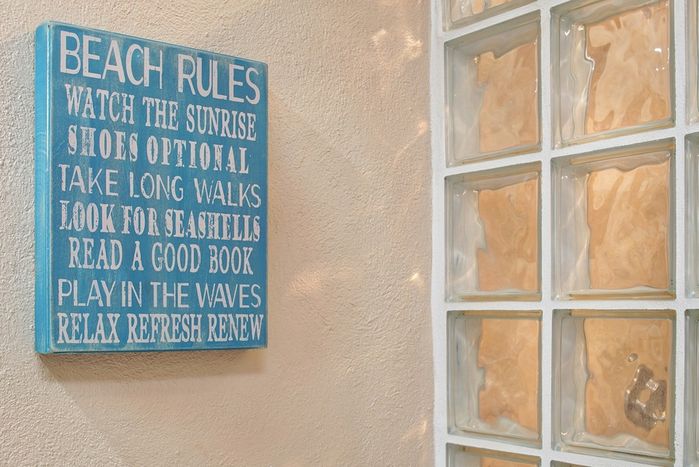 BEACH RULES
WATCH THE SUNRISE
SHOES OPTIONAL
TAKE LONG WALKS
LOOK FOR SEASHELLS
READ A GOOD BOOK
PLAY IN THE WAVES
RELAX REFRESH RENEW